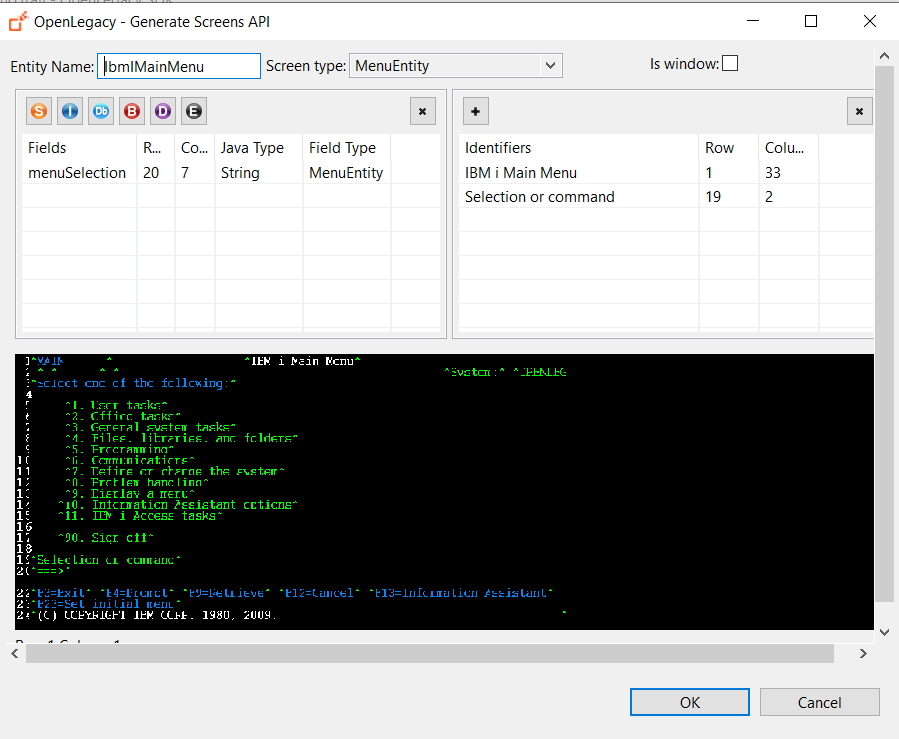 OpenLegacy - Generate Screens API
Entity Name: IbmIMainMenu Screen type: MenuEntity Is window:
S I Db B D E
Fields R... Co... Java Type Field Type
menuSelection 20 7 String MenuEntity
Identifiers Row Colu...
IBM i Main Menu 1 33
Selection or command 19 2
1^MAIN ^ ^IBM i Main Menu^
2^ ^ ^ ^ ^System:^ ^OPENLEG
3^Select one of the following:^
4
5 ^1. User tasks^
6 ^2. Office tasks^
7 ^3. General system tasks^
8 ^4. Files, libraries, and folders^
9 ^5. Programming^
10 ^6. Communications^
11 ^7. Define or change the system^
12 ^8. Problem handling^
13 ^9. Display a menu^
14 ^10. Information Assistant options^
15 ^11. IBM i Access tasks^
16
17 ^90. Sign off^
18
19^Selection or command^
20^===>^
22^F3=Exit^ ^F4=Prompt^ ^F9=Retrieve^ ^F12=Cancel^ ^F13=Information Assistant^
23^F23=Set initial menu^
24^(C) COPYRIGHT IBM CORP. 1980, 2009. ^
OK Cancel